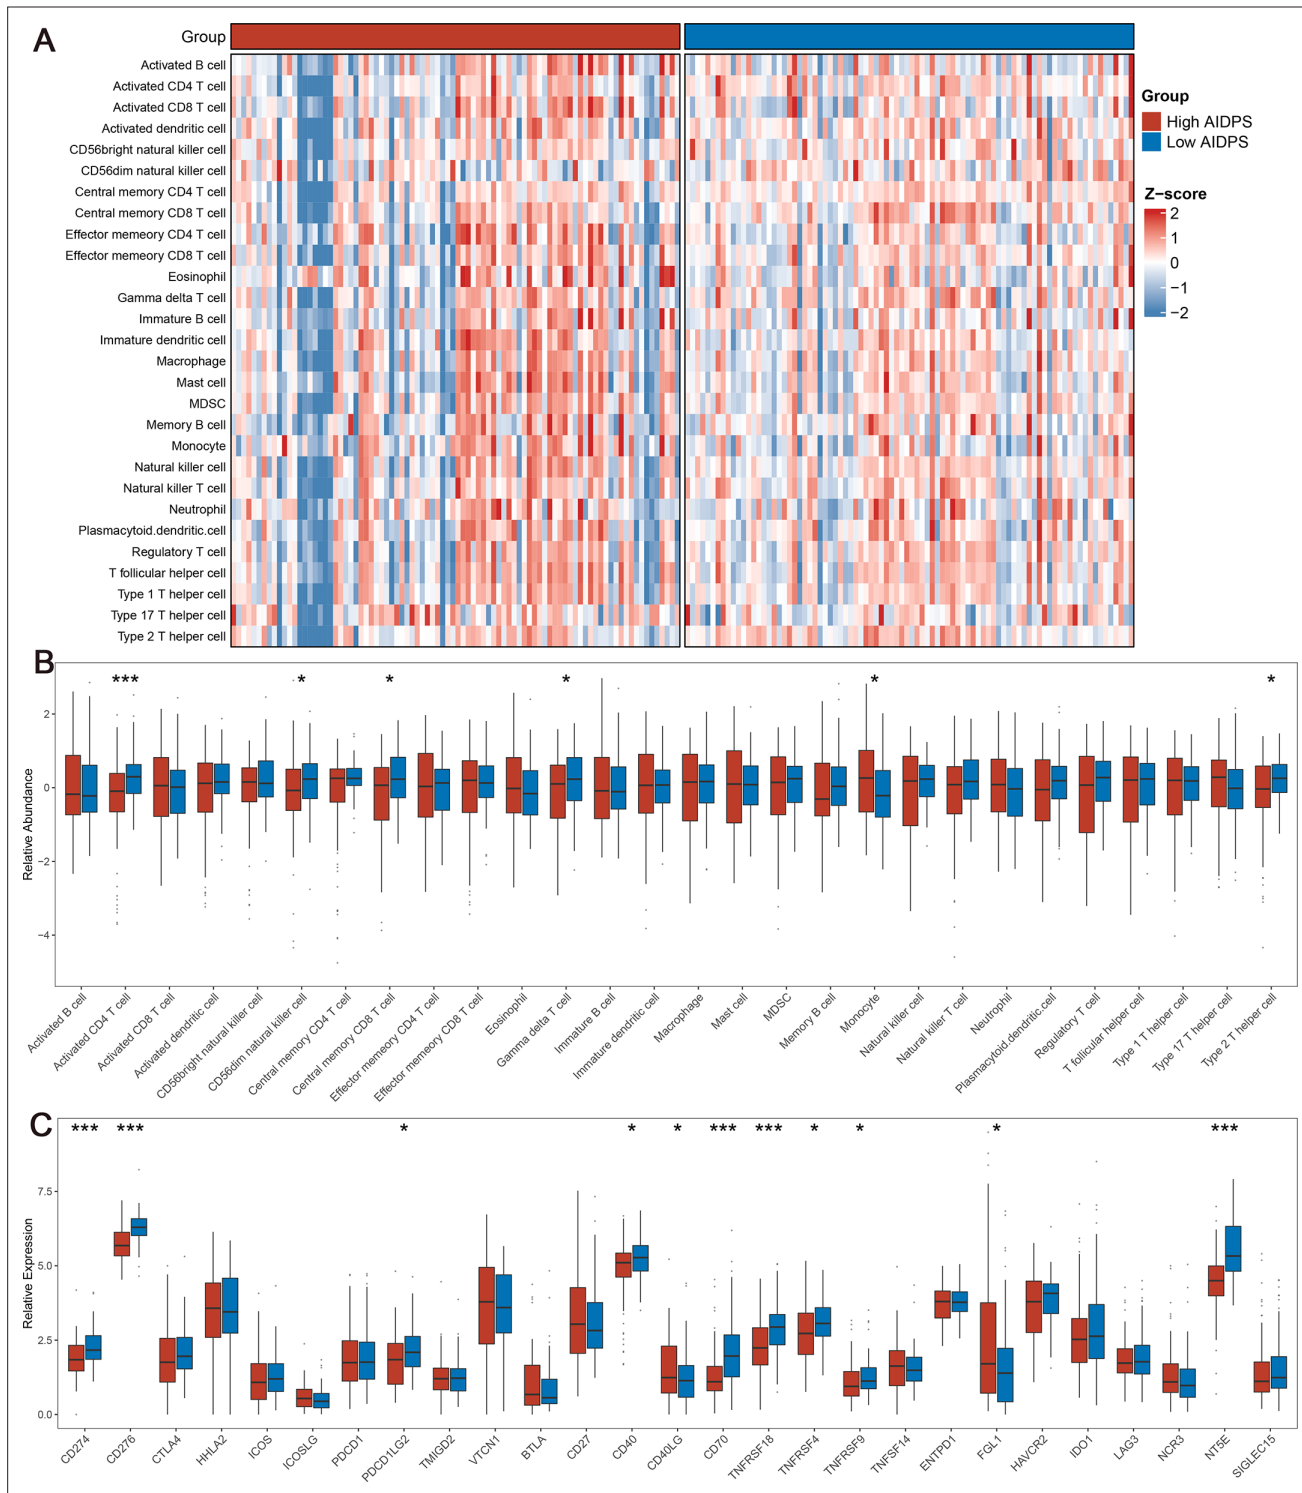 A
Group
Activated B cell
Activated CD4 T cell
Activated CD8 T cell
Activated dendritic cell
CD56bright natural killer cell
CD56dim natural killer cell
Central memory CD4 T cell
Central memory CD8 T cell
Effector memeory CD4 T cell
Effector memeory CD8 T cell
Eosinophil
Gamma delta T cell
Immature B cell
Immature dendritic cell
Macrophage
Mast cell
MDSC
Memory B cell
Monocyte
Natural killer cell
Natural killer T cell
Neutrophil
Plasmacytoid.dendritic.cell
Regulatory T cell
T follicular helper cell
Type 1 T helper cell
Type 17 T helper cell
Type 2 T helper cell
Group
High AIDPS
Low AIDPS
Z−score
2
1
0
−1
−2
B
*** * * * * *
Relative Abundance
2
0
−2
−4
Activated B cell
Activated CD4 T cell
Activated CD8 T cell
Activated dendritic cell
CD56bright natural killer cell
CD56dim natural killer cell
Central memory CD4 T cell
Central memory CD8 T cell
Effector memeory CD4 T cell
Effector memeory CD8 T cell
Eosinophil
Gamma delta T cell
Immature B cell
Immature dendritic cell
Macrophage
Mast cell
MDSC
Memory B cell
Monocyte
Natural killer cell
Natural killer T cell
Neutrophil
Plasmacytoid.dendritic.cell
Regulatory T cell
T follicular helper cell
Type 1 T helper cell
Type 17 T helper cell
Type 2 T helper cell
C
*** *** * * * *** *** * * * ***
Relative Expression
7.5
5.0
2.5
0.0
CD274
CD276
CTLA4
HHLA2
ICOS
ICOSLG
PDCD1
PDCD1LG2
TMIGD2
VTCN1
BTLA
CD27
CD40
CD40LG
CD70
TNFRSF18
TNFRSF4
TNFRSF9
TNFSF14
ENTPD1
FGL1
HAVCR2
IDO1
LAG3
NCR3
NT5E
SIGLEC15